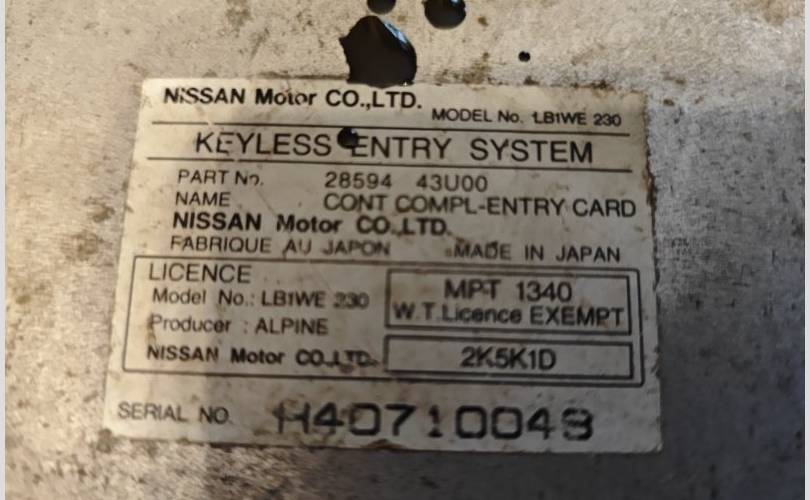 NISSAN Motor CO.,LTD.
MODEL No. LB1WE 230
KEYLESS ENTRY SYSTEM
PART No. 28594 43U00
NAME CONT COMPL-ENTRY CARD
NISSAN Motor CO.,LTD.
FABRIQUE AU JAPON MADE IN JAPAN
LICENCE
Model No.: LB1WE 230
Producer : ALPINE
NISSAN Motor CO.,LTD.
MPT 1340
W.T.Licence EXEMPT
2K5K1D
SERIAL NO. H40710049